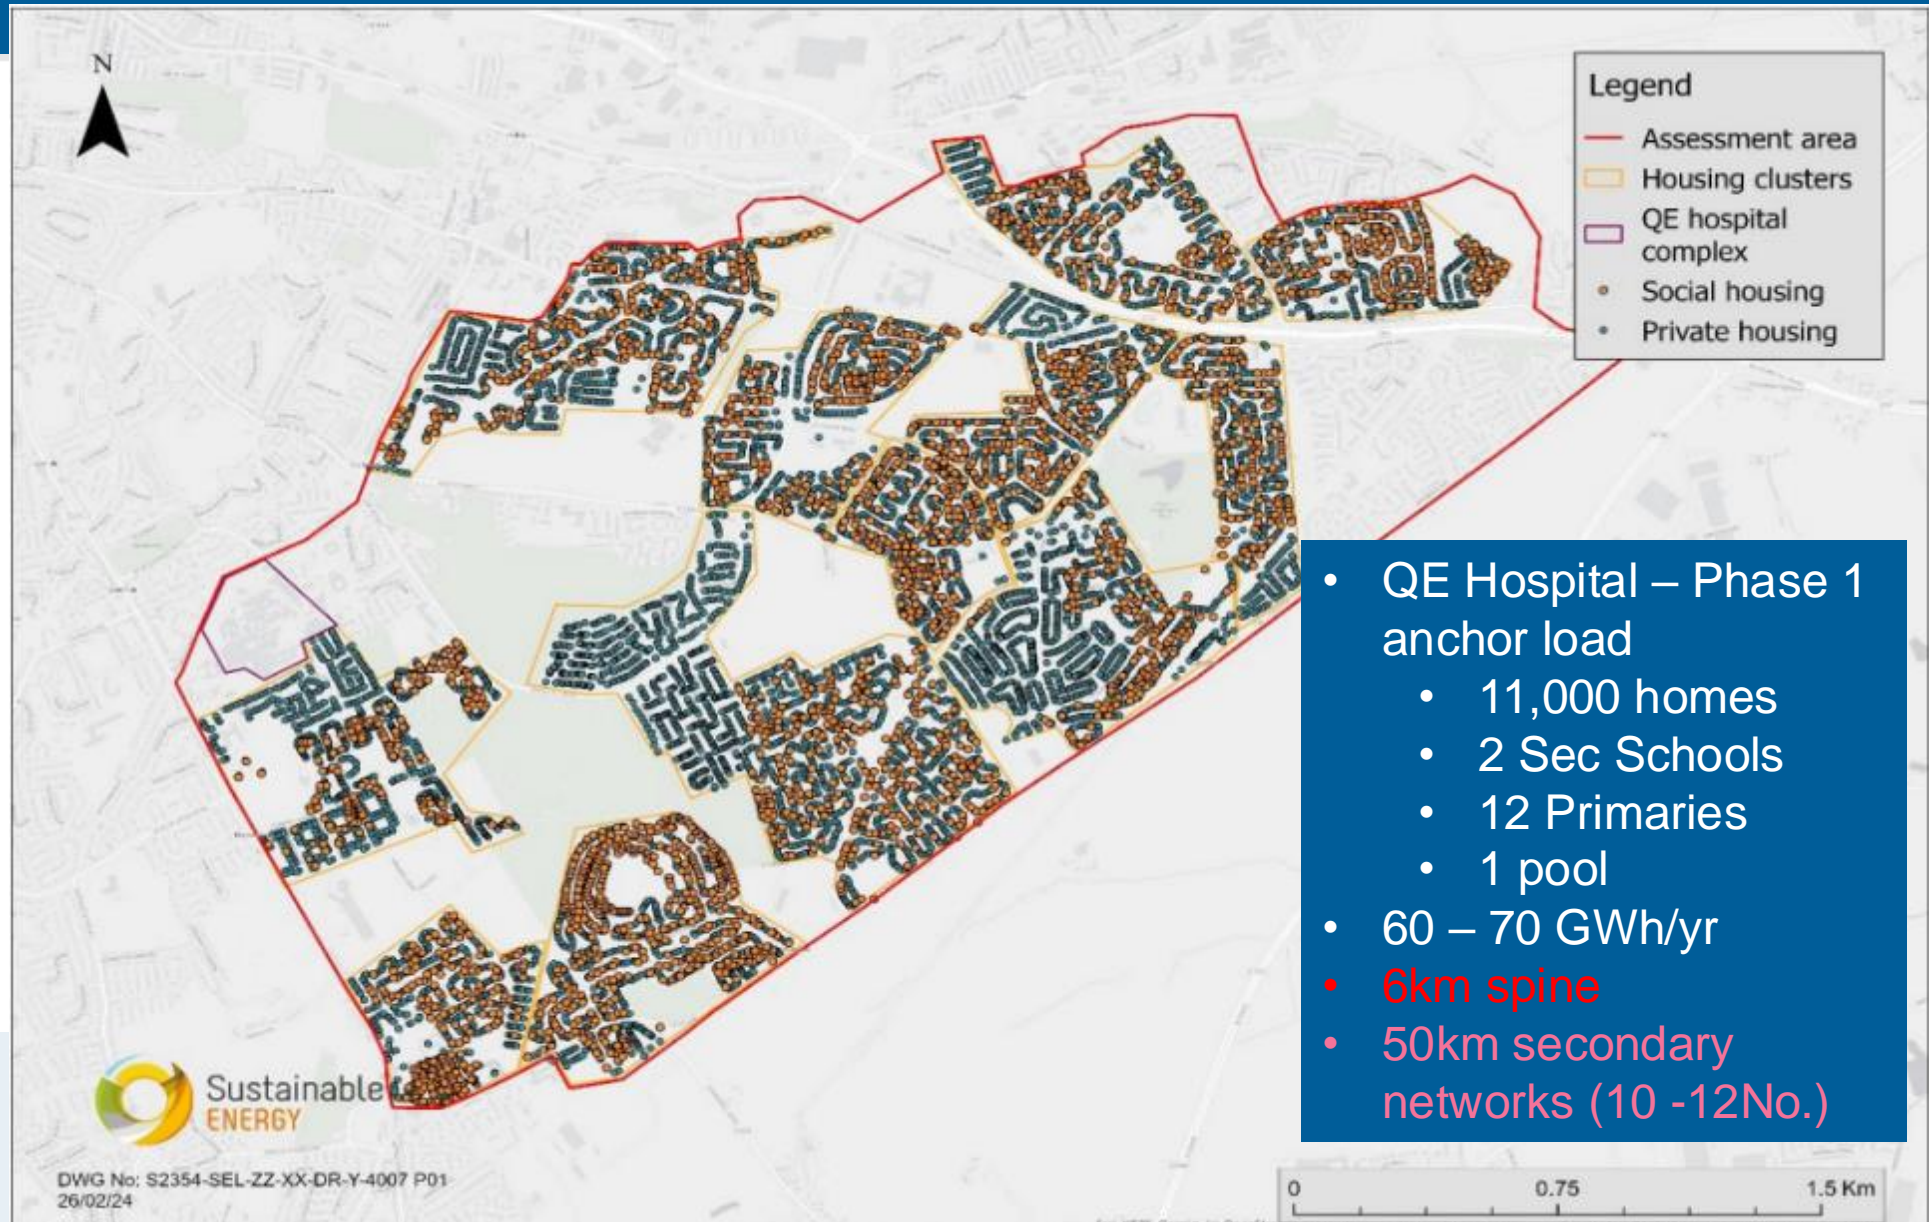 N
Legend
Assessment area
Housing clusters
QE hospital
complex
Social housing
Private housing
• QE Hospital – Phase 1
anchor load
• 11,000 homes
• 2 Sec Schools
• 12 Primaries
• 1 pool
• 60 – 70 GWh/yr
• 6km spine
• 50km secondary
networks (10 -12No.)
Sustainable
ENERGY
DWG No: S2354-SEL-ZZ-XX-DR-Y-4007 P01
26/02/24
0 0.75 1.5 Km